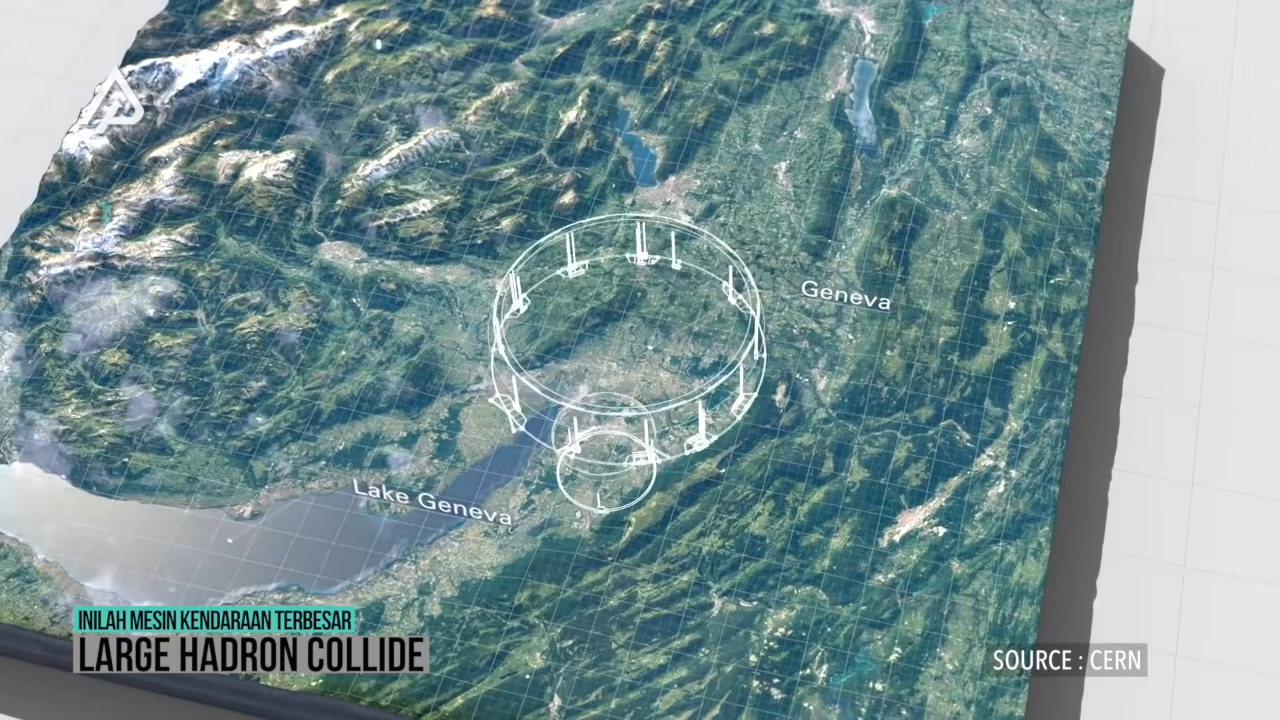 Geneva
Lake Geneva
INILAH MESIN KENDARAAN TERBESAR
LARGE HADRON COLLIDE
SOURCE : CERN